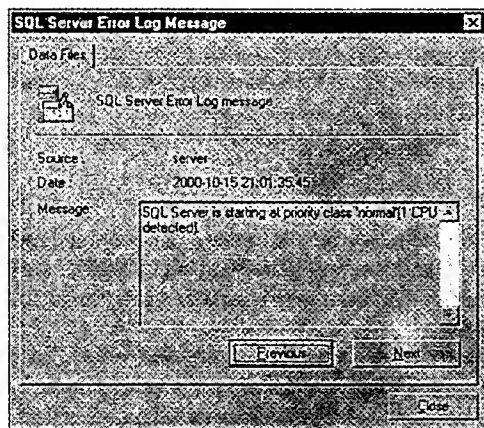 SQL Server Error Log Message
Data Files
SQL Server Error Log message
Source: server
Date: 2000-10-15 21:01:35.45
Message: SQL Server is starting at priority class 'normal'(1 CPU
detected).
Previous Next
Close